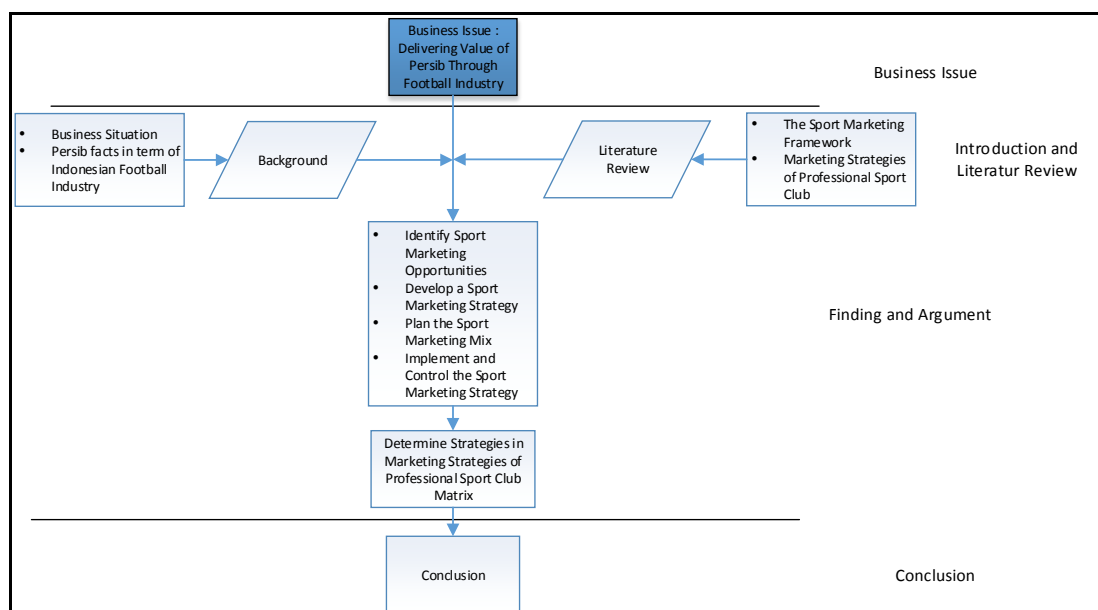 Business Issue :
Delivering Value of
Persib Through
Football Industry
Business Issue
• Business Situation
• Persib facts in term of
Indonesian Football
Industry
Background
Literature
Review
• The Sport Marketing
Framework
• Marketing Strategies
of Professional Sport
Club
Introduction and
Literatur Review
• Identify Sport
Marketing
Opportunities
• Develop a Sport
Marketing Strategy
• Plan the Sport
Marketing Mix
• Implement and
Control the Sport
Marketing Strategy
Finding and Argument
Determine Strategies in
Marketing Strategies of
Professional Sport Club
Matrix
Conclusion
Conclusion